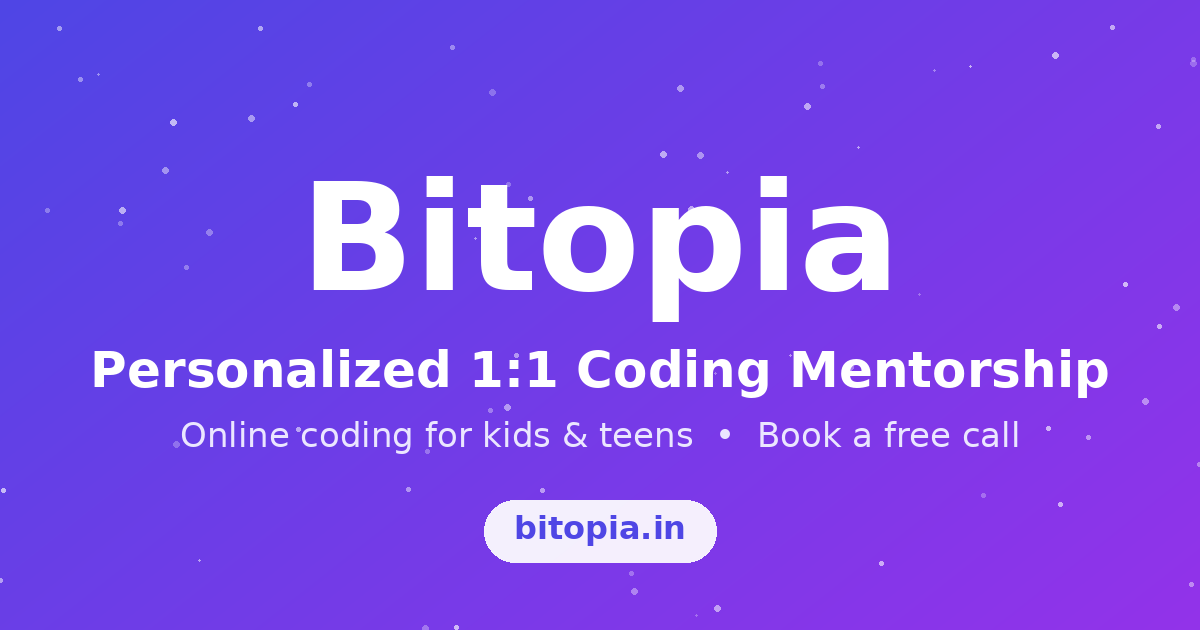 Bitopia
Personalized 1:1 Coding Mentorship
Online coding for kids & teens • Book a free call
bitopia.in